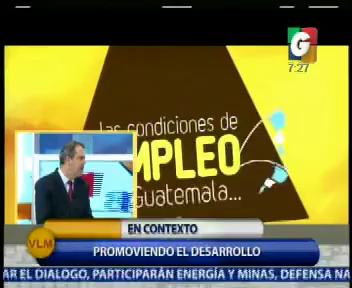 G
7:27
las condiciones de
MPLEO
Guatemala...
EN CONTEXTO
VLM
PROMOVIENDO EL DESARROLLO
AR EL DIALOGO, PARTICIPARÁN ENERGÍA Y MINAS, DEFENSA NA